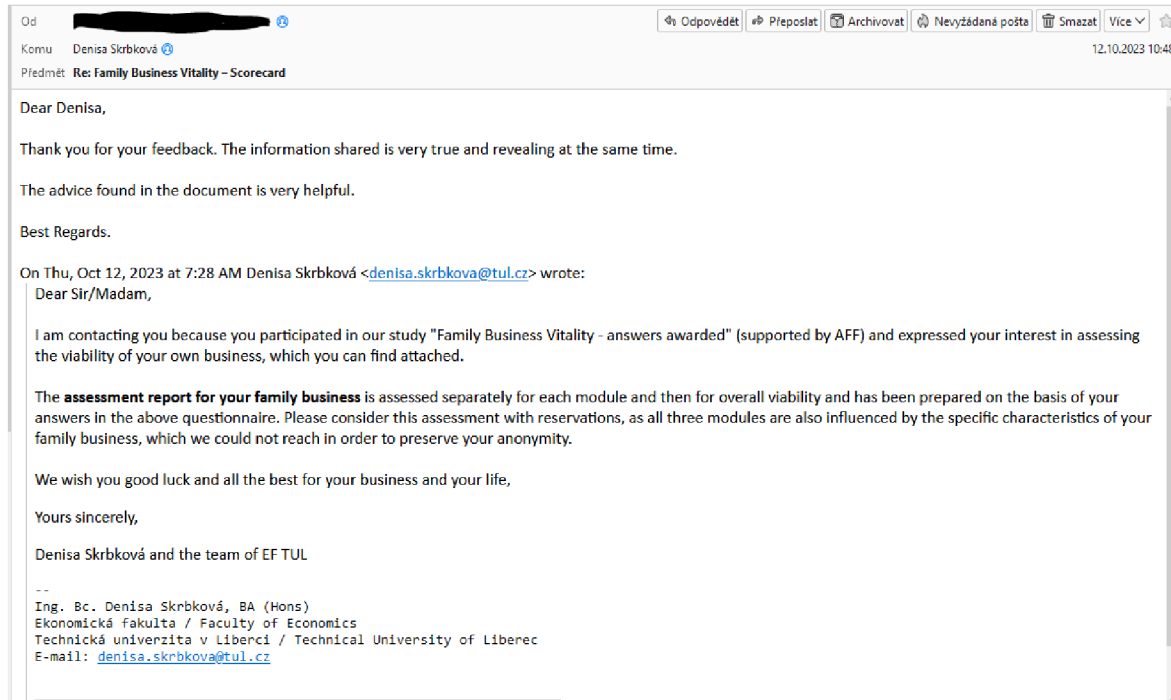 Od
Odpovědět Přeposlat Archivovat Nevyžádaná pošta Smazat Více
Komu Denisa Skrbková
12.10.2023 10:48
Předmět Re: Family Business Vitality – Scorecard
Dear Denisa,
Thank you for your feedback. The information shared is very true and revealing at the same time.
The advice found in the document is very helpful.
Best Regards.
On Thu, Oct 12, 2023 at 7:28 AM Denisa Skrbková <denisa.skrbkova@tul.cz> wrote:
Dear Sir/Madam,
I am contacting you because you participated in our study "Family Business Vitality - answers awarded" (supported by AFF) and expressed your interest in assessing
the viability of your own business, which you can find attached.
The assessment report for your family business is assessed separately for each module and then for overall viability and has been prepared on the basis of your
answers in the above questionnaire. Please consider this assessment with reservations, as all three modules are also influenced by the specific characteristics of your
family business, which we could not reach in order to preserve your anonymity.
We wish you good luck and all the best for your business and your life,
Yours sincerely,
Denisa Skrbková and the team of EF TUL
--
Ing. Bc. Denisa Skrbková, BA (Hons)
Ekonomická fakulta / Faculty of Economics
Technická univerzita v Liberci / Technical University of Liberec
E-mail: denisa.skrbkova@tul.cz